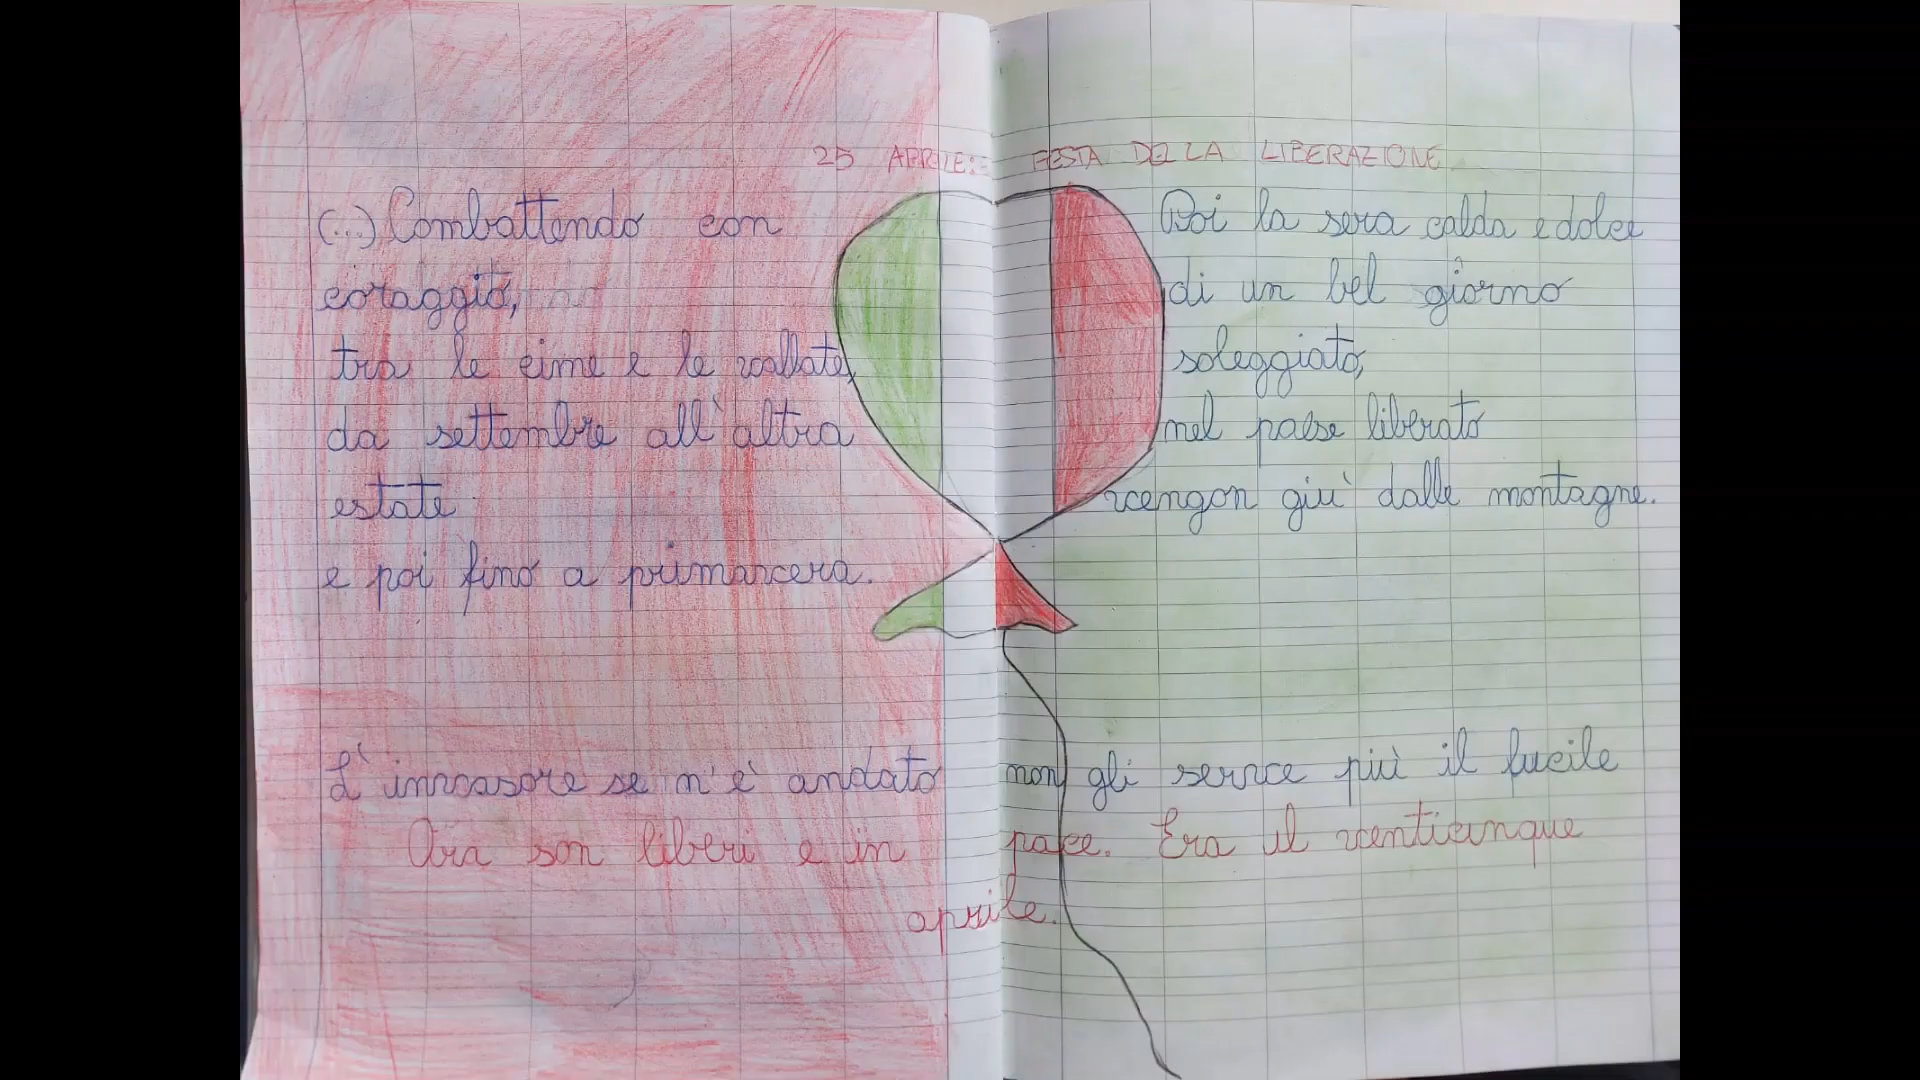 25 APRILE: FESTA DELLA LIBERAZIONE
(...) Combattendo con
coraggio,
tra le cime e le vallate,
da settembre all'altra
estate
e poi fino a primavera.
Poi la sera calda e dolce
di un bel giorno
soleggiato,
nel paese liberato
vengon giù dalle montagne.
L'invasore se n'è andato non gli serve più il fucile
Ora son liberi e in pace. Era il venticinque
aprile.